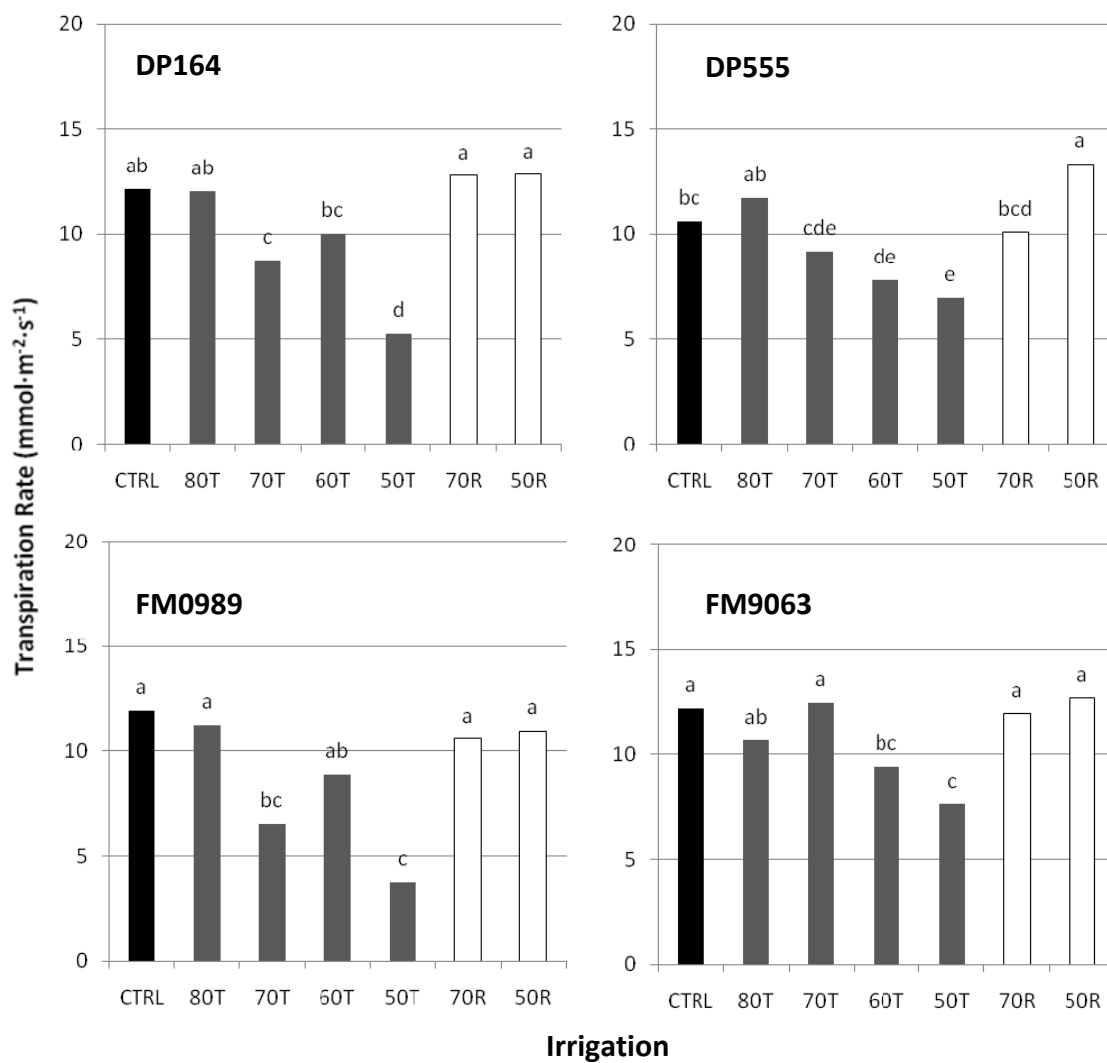 Transpiration Rate (mmol·m⁻²·s⁻¹)
DP164
20
15
10
5
0
ab
ab
c
bc
d
a
a
CTRL 80T 70T 60T 50T 70R 50R
DP555
20
15
10
5
0
bc
ab
cde
de
e
bcd
a
CTRL 80T 70T 60T 50T 70R 50R
FM0989
20
15
10
5
0
a
a
bc
ab
c
a
a
CTRL 80T 70T 60T 50T 70R 50R
FM9063
20
15
10
5
0
a
ab
a
bc
c
a
a
CTRL 80T 70T 60T 50T 70R 50R
Irrigation